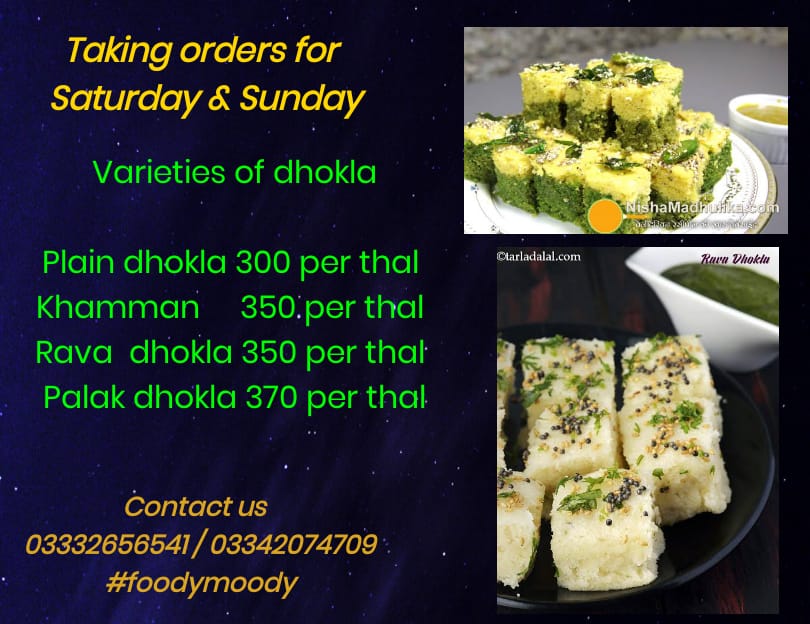 Taking orders for
Saturday & Sunday
Varieties of dhokla
Plain dhokla 300 per thal
Khamman 350 per thal
Rava dhokla 350 per thal
Palak dhokla 370 per thal
Contact us
03332656541 / 03342074709
#foodymoody
NishaMadhulika.com
©tarladalal.com
Rava Dhokla